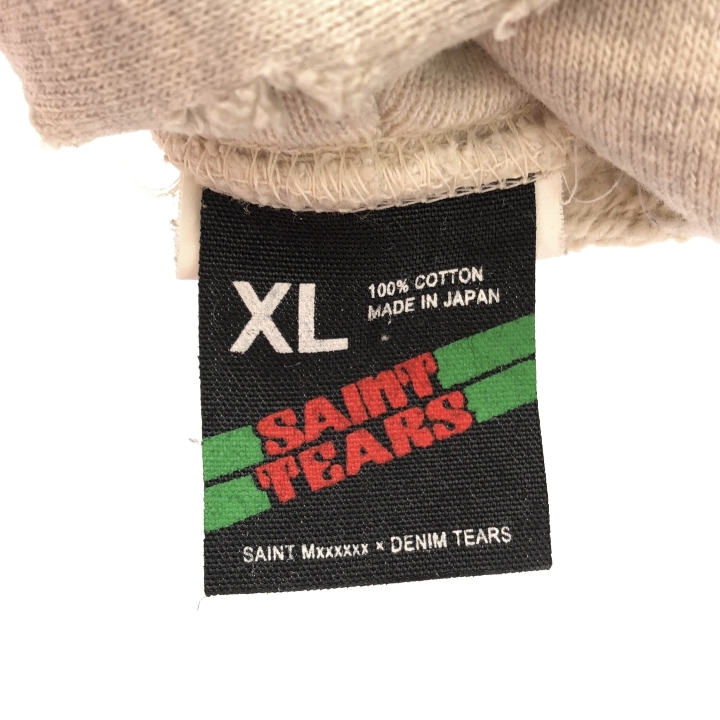 XL
100% COTTON
MADE IN JAPAN
SAINT
TEARS
SAINT Mxxxxxx × DENIM TEARS